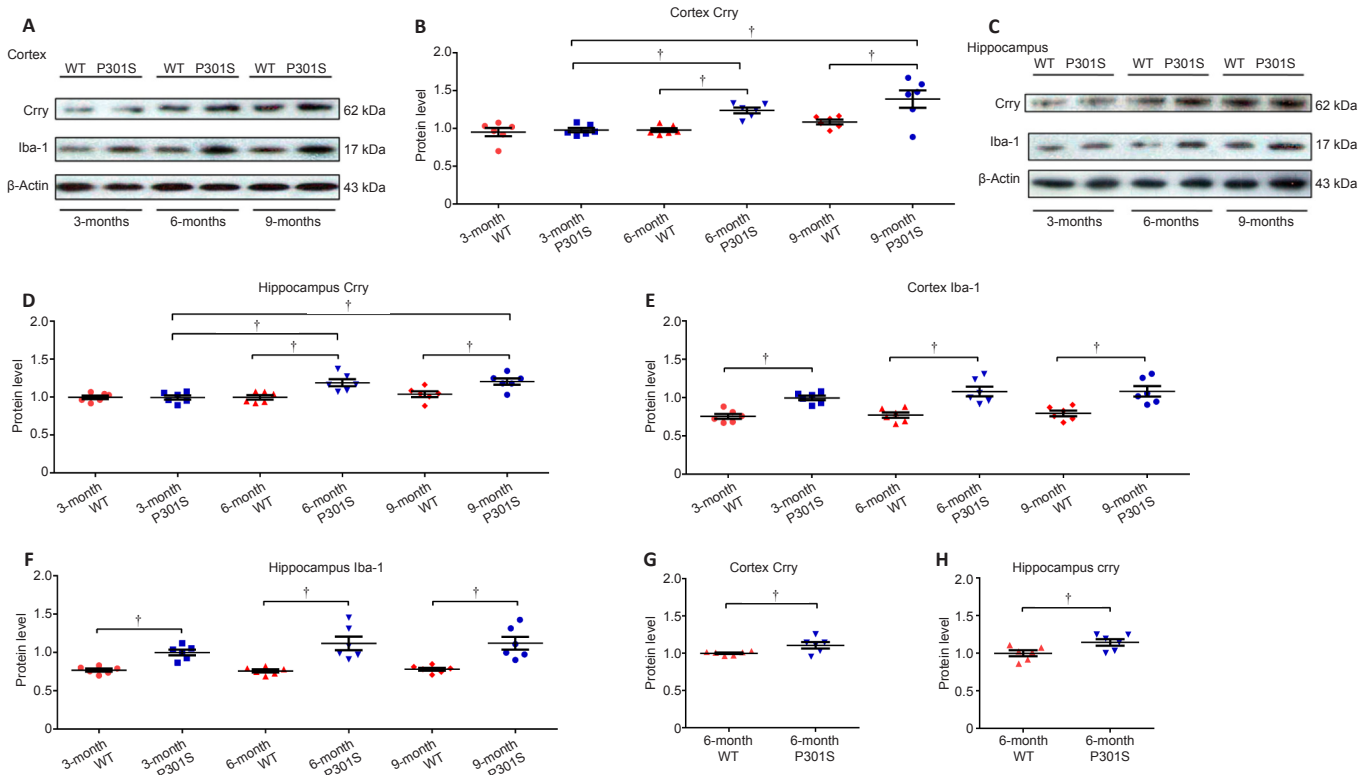 A
Cortex
WT P301S WT P301S WT P301S
Crry 62 kDa
Iba-1 17 kDa
β-Actin 43 kDa
3-months 6-months 9-months
B
Cortex Crry
†
†
†
†
Protein level
2.0
1.5
1.0
0.5
0
3-month WT
3-month P301S
6-month WT
6-month P301S
9-month WT
9-month P301S
C
Hippocampus
WT P301S WT P301S WT P301S
Crry 62 kDa
Iba-1 17 kDa
β-Actin 43 kDa
3-months 6-months 9-months
D
Hippocampus Crry
†
†
†
†
Protein level
2.0
1.5
1.0
0.5
0
3-month WT
3-month P301S
6-month WT
6-month P301S
9-month WT
9-month P301S
E
Cortex Iba-1
† † †
Protein level
2.0
1.5
1.0
0.5
0
3-month WT
3-month P301S
6-month WT
6-month P301S
9-month WT
9-month P301S
F
Hippocampus Iba-1
† † †
Protein level
2.0
1.5
1.0
0.5
0
3-month WT
3-month P301S
6-month WT
6-month P301S
9-month WT
9-month P301S
G
Cortex Crry
†
Protein level
2.0
1.5
1.0
0.5
0
6-month WT
6-month P301S
H
Hippocampus crry
†
Protein level
2.0
1.5
1.0
0.5
0
6-month WT
6-month P301S